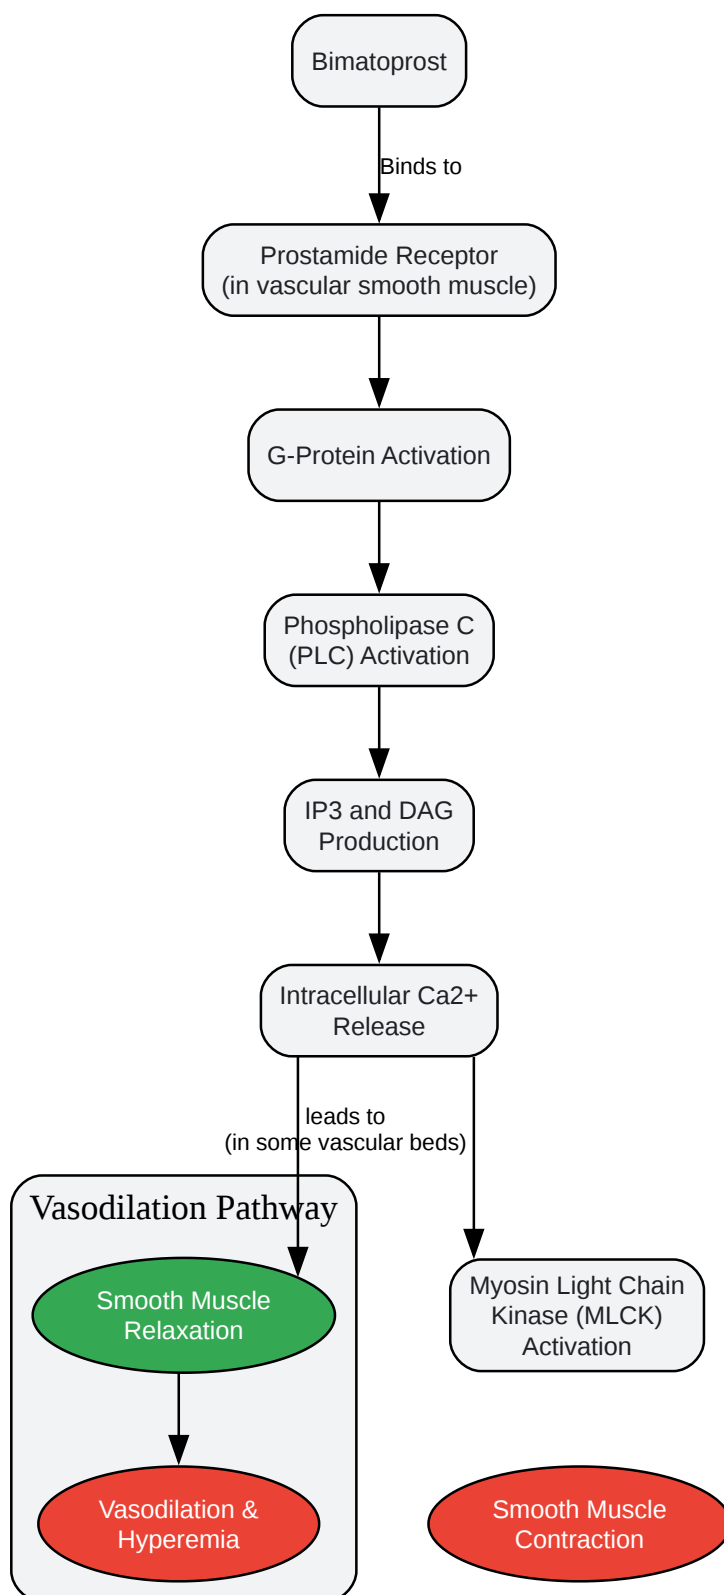 Bimatoprost
Binds to
Prostamide Receptor
(in vascular smooth muscle)
G-Protein Activation
Phospholipase C
(PLC) Activation
IP3 and DAG
Production
Intracellular Ca2+
Release
leads to
(in some vascular beds)
Vasodilation Pathway
Smooth Muscle
Relaxation
Myosin Light Chain
Kinase (MLCK)
Activation
Vasodilation &
Hyperemia
Smooth Muscle
Contraction